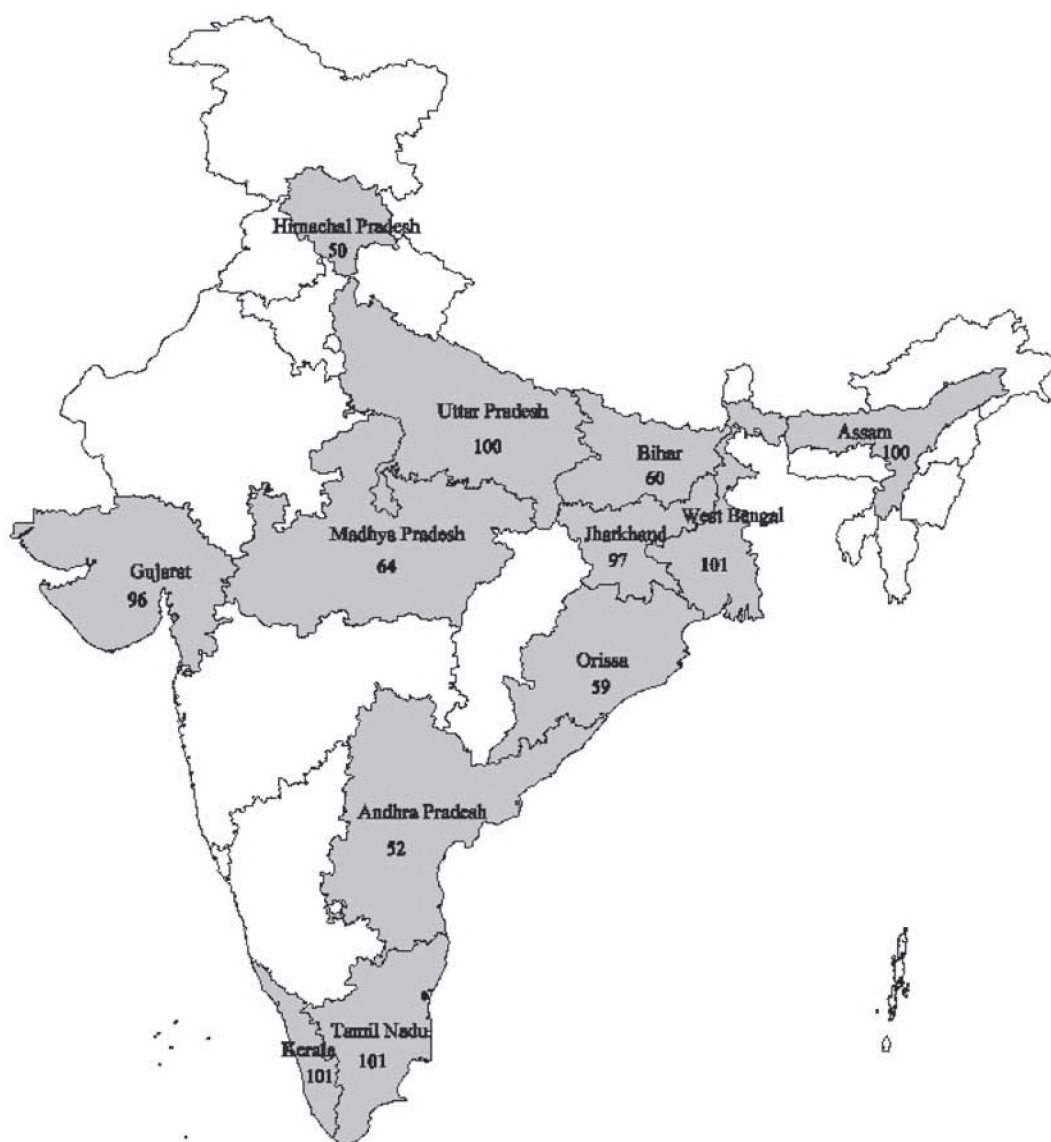 Himachal Pradesh
50
Uttar Pradesh
100
Bihar
60
Assam
100
Madhya Pradesh
64
Jharkhand
97
West Bengal
101
Gujarat
96
Orissa
59
Andhra Pradesh
52
Tamil Nadu
101
Kerala
101